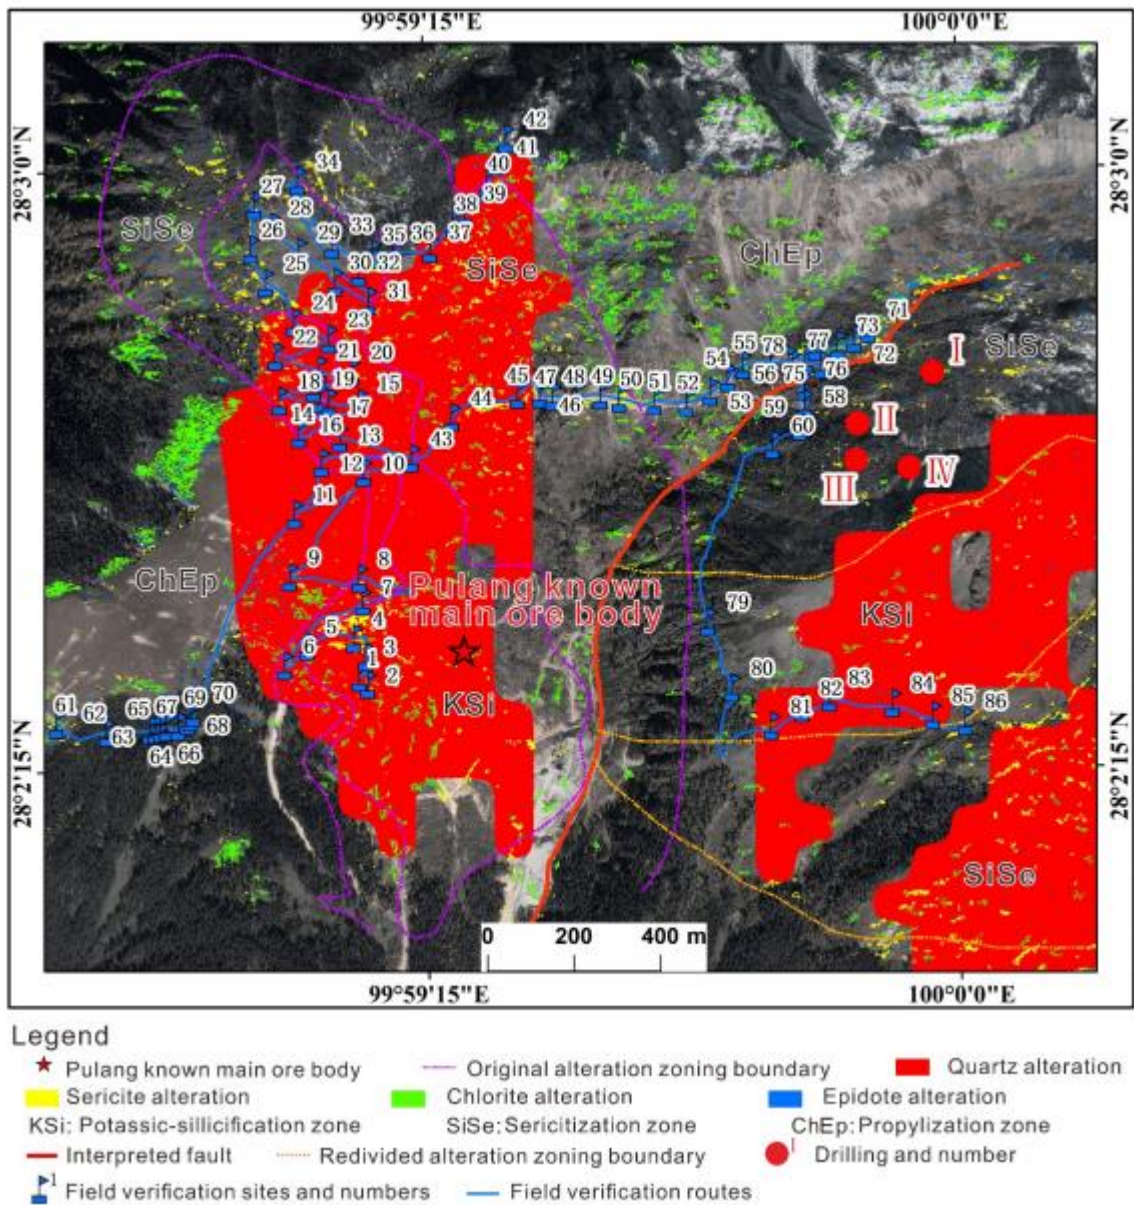 99°59'15"E 100°0'0"E
28°3'0"N 28°3'0"N
42
41
34 40
27 39
28 38
SiSe 33 37 ChEp
26 29 35 36
25 30 32 SiSe
24 31 71
22 23 55 78 77 73
21 20 54 72 I SiSe
18 19 15 45 47 48 49 50 51 52 56 75 76
14 16 17 44 46 53 59 58
13 43 60 II
12 10 III IV
11
9 8
ChEp 7 Pulang known
main ore body
5 4 79 KSi
6 3
1 2
KSi 80
61 62 65 67 69 70 81 82 83 84 85 86
63 64 66 68
28°2'15"N 28°2'15"N
SiSe
0 200 400 m
99°59'15"E 100°0'0"E
Legend
Pulang known main ore body Original alteration zoning boundary Quartz alteration
Sericite alteration Chlorite alteration Epidote alteration
KSi: Potassic-sillicification zone SiSe:Sericitization zone ChEp:Propylization zone
Interpreted fault Redivided alteration zoning boundary I Drilling and number
1 Field verification sites and numbers Field verification routes